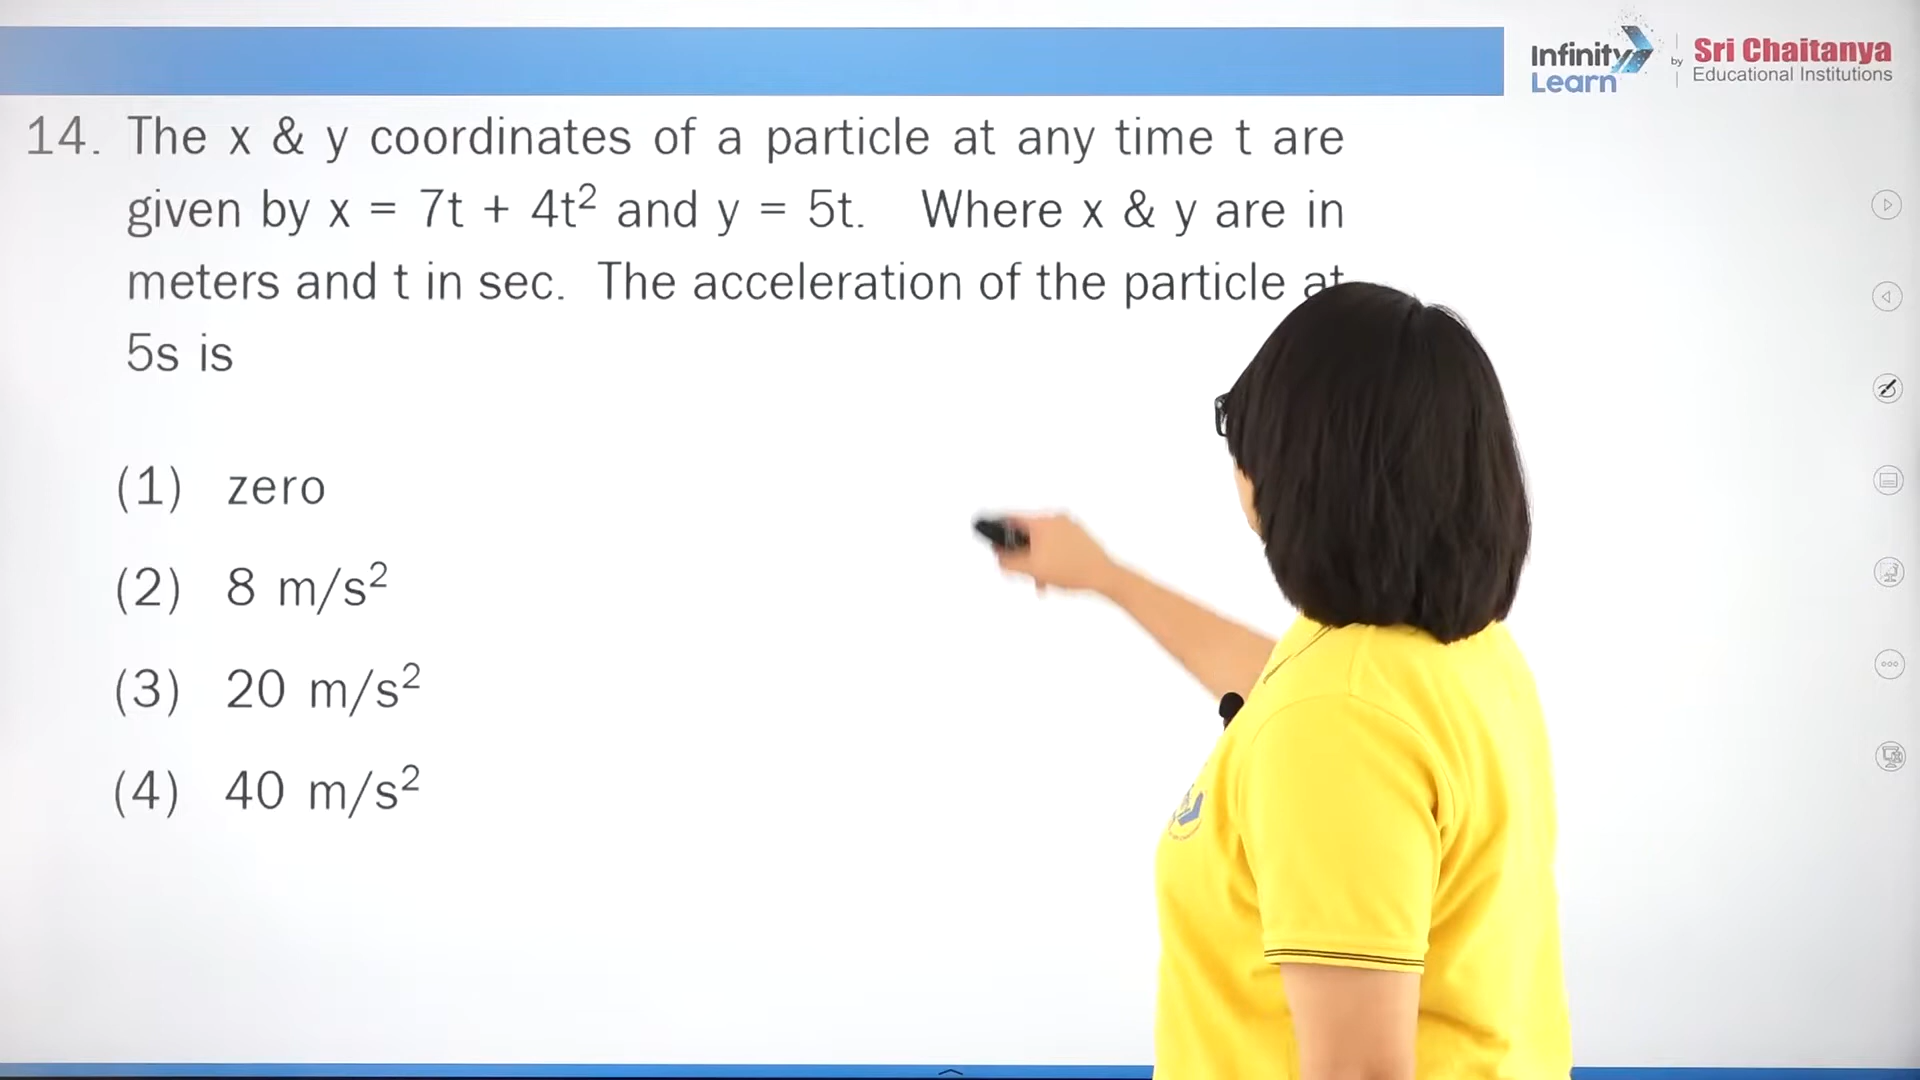 Infinity Learn by Sri Chaitanya Educational Institutions
14. The x & y coordinates of a particle at any time t are
given by x = 7t + 4t² and y = 5t. Where x & y are in
meters and t in sec. The acceleration of the particle at
5s is
(1) zero
(2) 8 m/s²
(3) 20 m/s²
(4) 40 m/s²